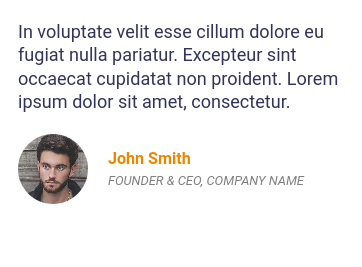 In voluptate velit esse cillum dolore eu
fugiat nulla pariatur. Excepteur sint
occaecat cupidatat non proident. Lorem
ipsum dolor sit amet, consectetur.
John Smith
FOUNDER & CEO, COMPANY NAME